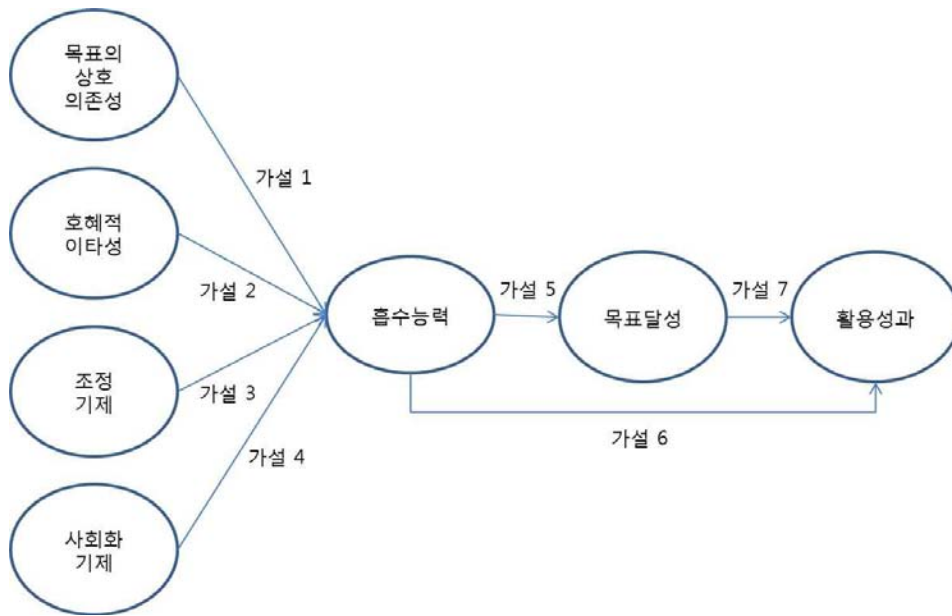 목표의
상호
의존성
가설 1
호혜적
이타성
가설 2
흡수능력
가설 5
목표달성
가설 7
활용성과
조정
기제
가설 3
가설 6
가설 4
사회화
기제